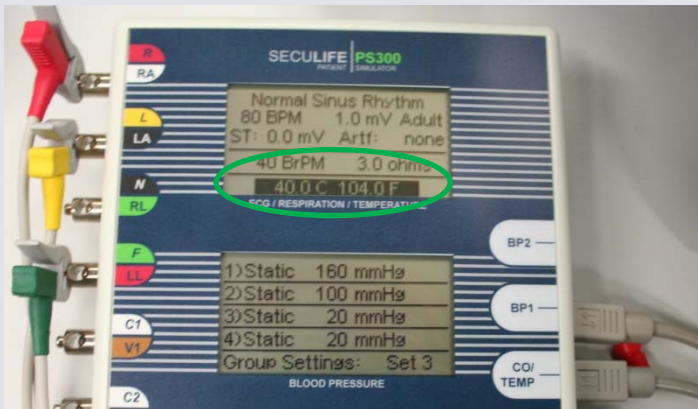 SECULIFE PS300
PATIENT SIMULATOR
R
RA
L
LA
N
RL
F
LL
C1
V1
C2
Normal Sinus Rhythm
80 BPM 1.0 mV Adult
ST: 0.0 mV Artf: none
40 BrPM 3.0 ohms
40.0 C 104.0 F
ECG / RESPIRATION / TEMPERATURE
1)Static 160 mmHg
2)Static 100 mmHg
3)Static 20 mmHg
4)Static 20 mmHg
Group Settings: Set 3
BLOOD PRESSURE
BP2
BP1
CO/
TEMP